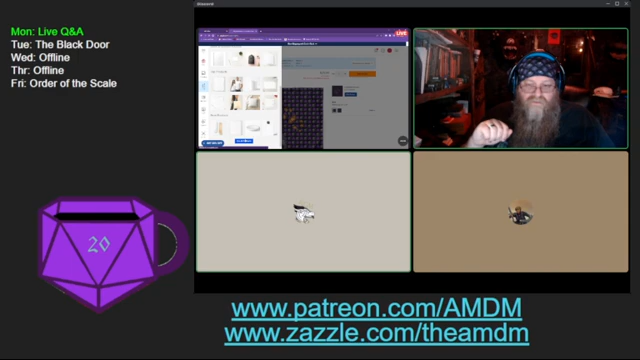 Mon: Live Q&A
Tue: The Black Door
Wed: Offline
Thr: Offline
Fri: Order of the Scale
20
Live
www.patreon.com/AMDM
www.zazzle.com/theamdm